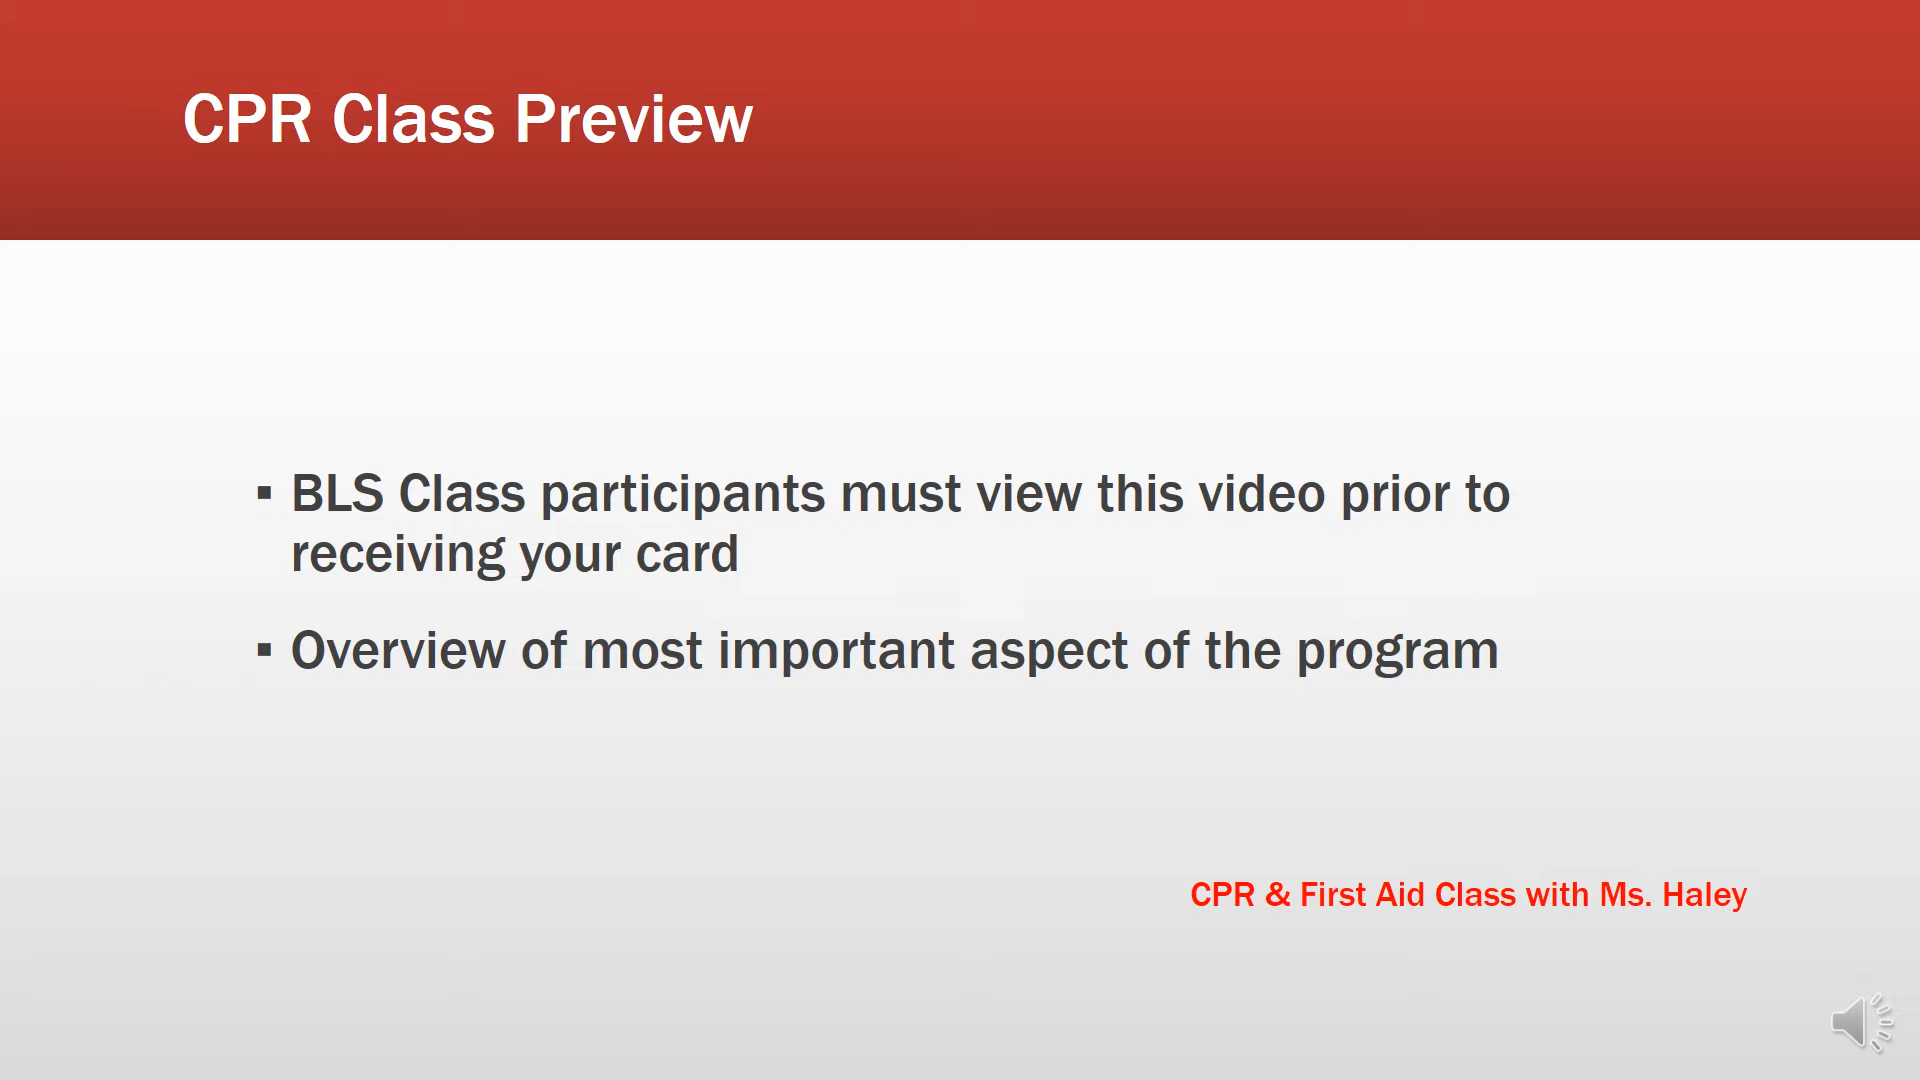 CPR Class Preview
▪ BLS Class participants must view this video prior to
receiving your card
▪ Overview of most important aspect of the program
CPR & First Aid Class with Ms. Haley